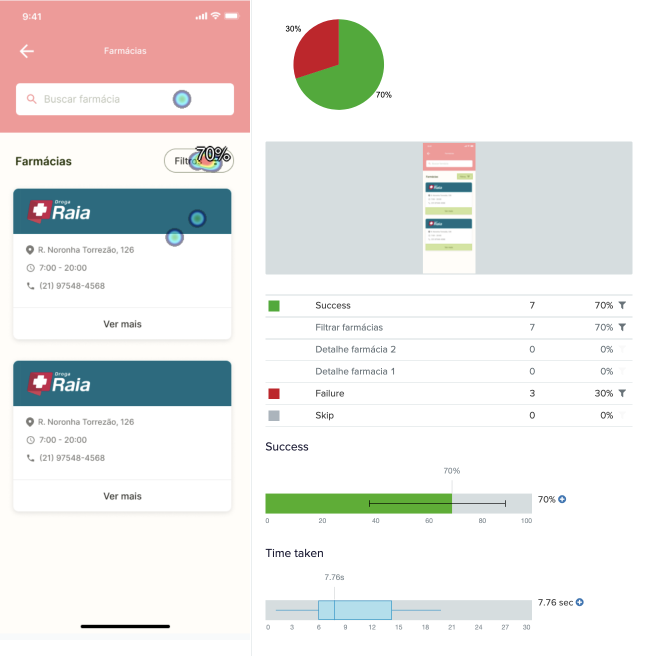 9:41
Farmácias
Buscar farmácia
Farmácias
Filtra
70%
Droga
Raia
R. Noronha Torrezão, 126
7:00 - 20:00
(21) 97548-4568
Ver mais
Droga
Raia
R. Noronha Torrezão, 126
7:00 - 20:00
(21) 97548-4568
Ver mais
30%
70%
Success 7 70%
Filtrar farmácias 7 70%
Detalhe farmácia 2 0 0%
Detalhe farmacia 1 0 0%
Failure 3 30%
Skip 0 0%
Success
70%
70%
0 20 40 60 80 100
Time taken
7.76s
7.76 sec
0 3 6 9 12 15 18 21 24 27 30